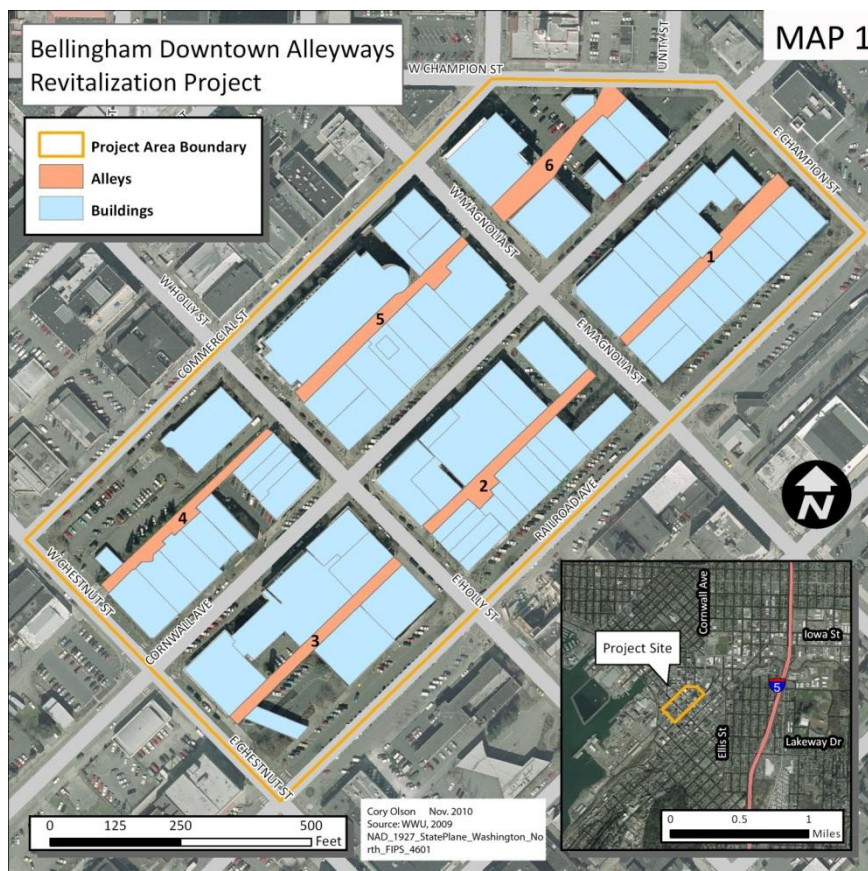 Bellingham Downtown Alleyways
Revitalization Project
MAP 1
Project Area Boundary
Alleys
Buildings
W CHAMPION ST
UNITY ST
E CHAMPION ST
W MAGNOLIA ST
E MAGNOLIA ST
W HOLLY ST
COMMERCIAL ST
RAILROAD AVE
E HOLLY ST
W CHESTNUT ST
CORNWALL AVE
E CHESTNUT ST
6
1
5
2
4
3
N
Cornwall Ave
Iowa St
Project Site
5
Ellis St
Lakeway Dr
0 0.5 1
Miles
0 125 250 500
Feet
Cory Olson Nov. 2010
Source: WWU, 2009
NAD_1927_StatePlane_Washington_No
rth_FIPS_4601